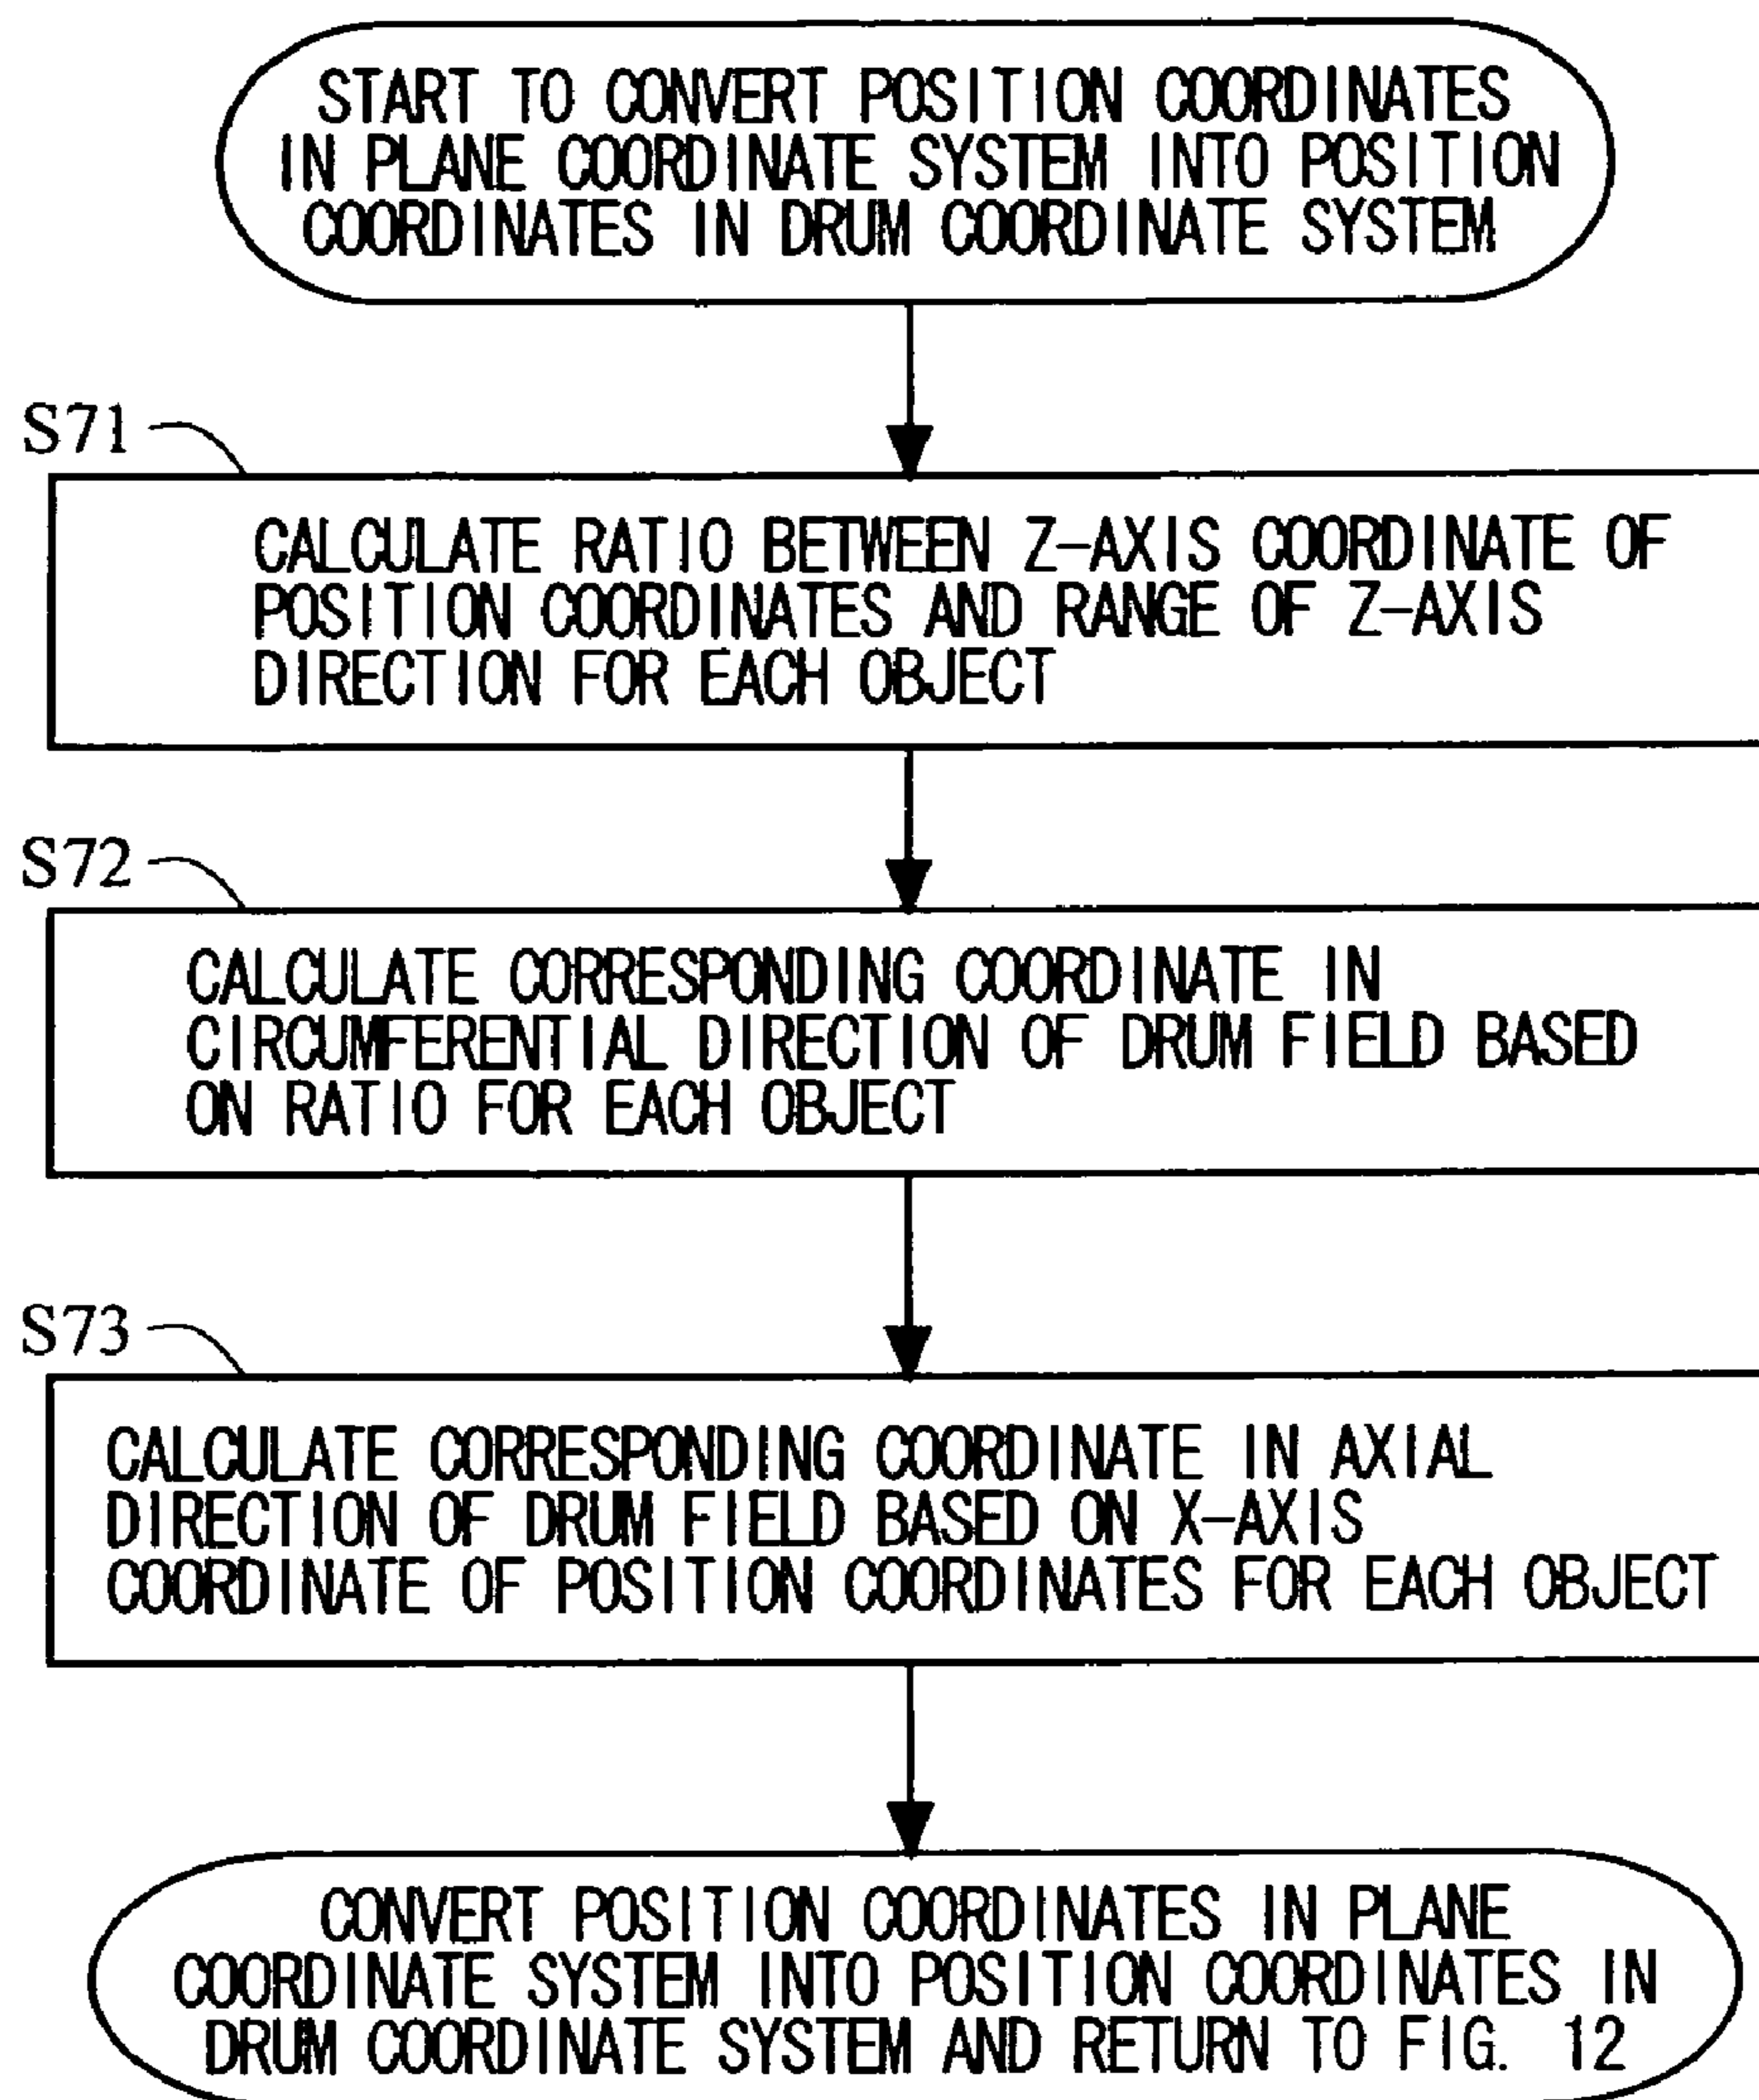 START TO CONVERT POSITION COORDINATES
IN PLANE COORDINATE SYSTEM INTO POSITION
COORDINATES IN DRUM COORDINATE SYSTEM
S71
CALCULATE RATIO BETWEEN Z-AXIS COORDINATE OF
POSITION COORDINATES AND RANGE OF Z-AXIS
DIRECTION FOR EACH OBJECT
S72
CALCULATE CORRESPONDING COORDINATE IN
CIRCUMFERENTIAL DIRECTION OF DRUM FIELD BASED
ON RATIO FOR EACH OBJECT
S73
CALCULATE CORRESPONDING COORDINATE IN AXIAL
DIRECTION OF DRUM FIELD BASED ON X-AXIS
COORDINATE OF POSITION COORDINATES FOR EACH OBJECT
CONVERT POSITION COORDINATES IN PLANE
COORDINATE SYSTEM INTO POSITION COORDINATES IN
DRUM COORDINATE SYSTEM AND RETURN TO FIG. 12